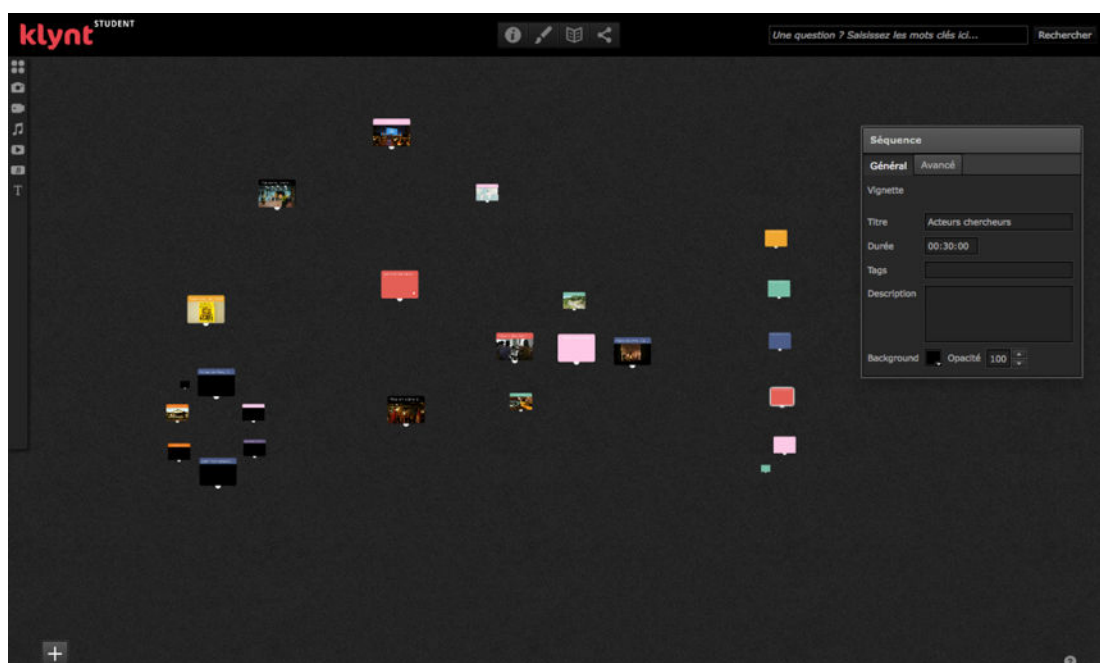 klynt STUDENT
Une question ? Saisissez les mots clés ici...
Rechercher
Séquence
Général
Avancé
Vignette
Titre
Acteurs chercheurs
Durée
00:30:00
Tags
Description
Background
Opacité
100
T
+
?